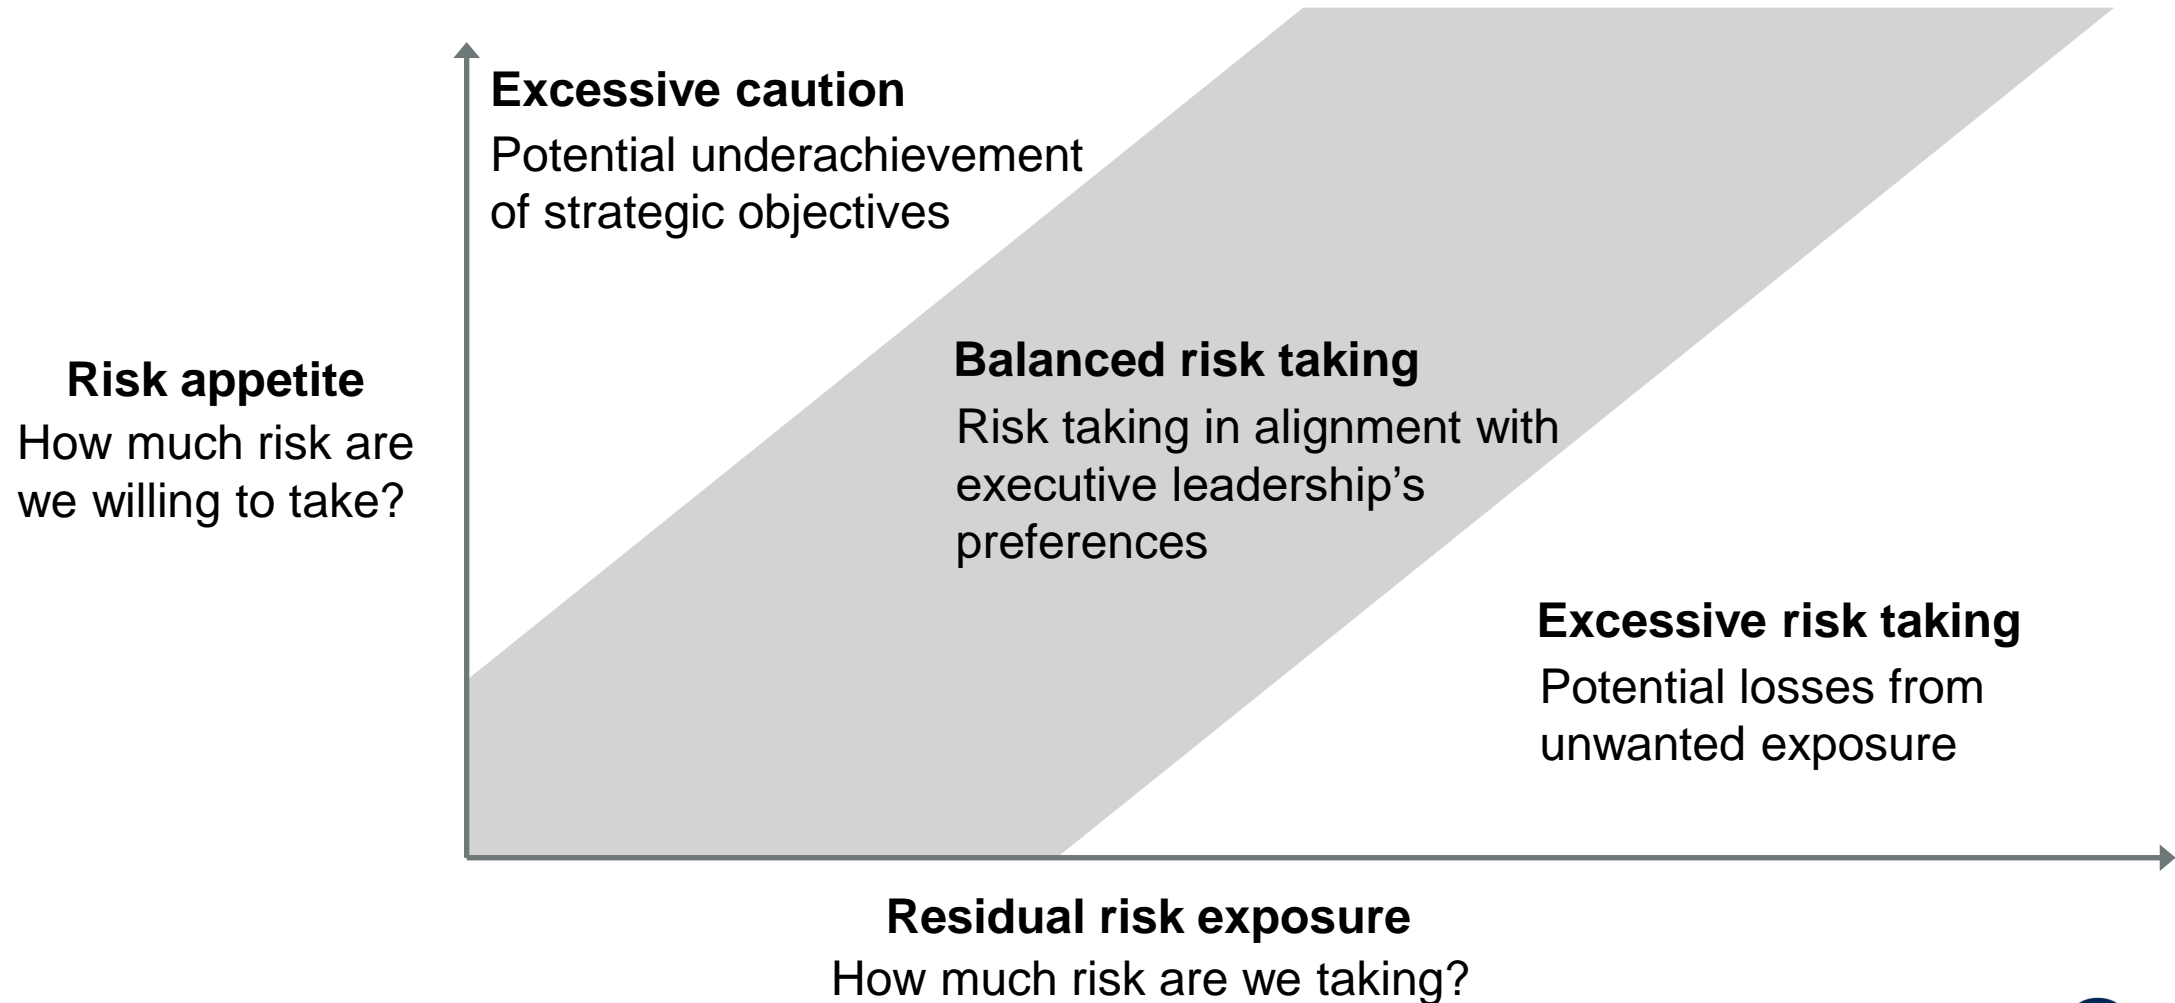 Excessive caution
Potential underachievement
of strategic objectives
Risk appetite
How much risk are
we willing to take?
Balanced risk taking
Risk taking in alignment with
executive leadership’s
preferences
Excessive risk taking
Potential losses from
unwanted exposure
Residual risk exposure
How much risk are we taking?